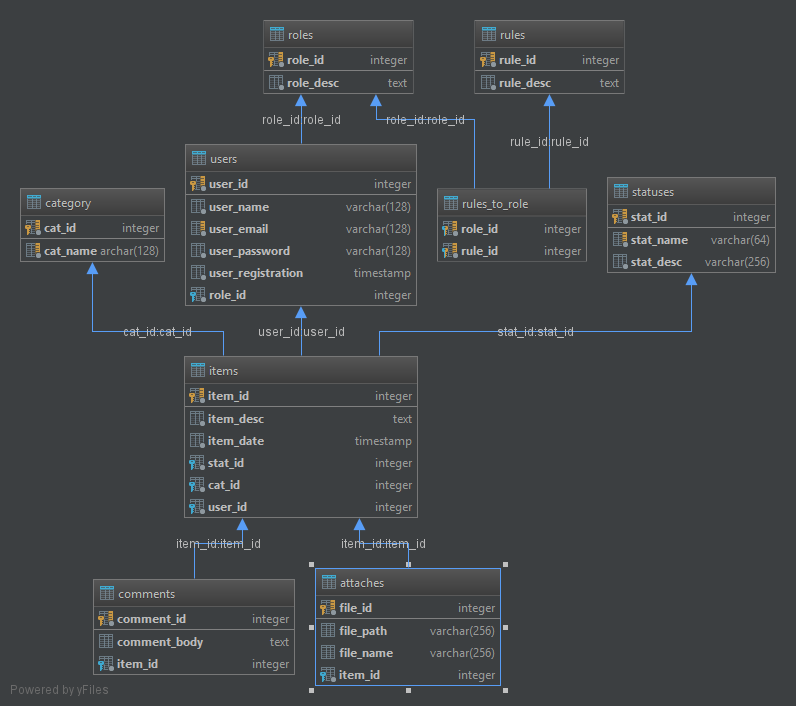 roles
role_id integer
role_desc text
rules
rule_id integer
rule_desc text
role_id:role_id
role_id:role_id
rule_id:rule_id
users
user_id integer
user_name varchar(128)
user_email varchar(128)
user_password varchar(128)
user_registration timestamp
role_id integer
category
cat_id integer
cat_name archar(128)
rules_to_role
role_id integer
rule_id integer
statuses
stat_id integer
stat_name varchar(64)
stat_desc varchar(256)
cat_id:cat_id
user_id:user_id
stat_id:stat_id
items
item_id integer
item_desc text
item_date timestamp
stat_id integer
cat_id integer
user_id integer
item_id:item_id
item_id:item_id
comments
comment_id integer
comment_body text
item_id integer
attaches
file_id integer
file_path varchar(256)
file_name varchar(256)
item_id integer
Powered by yFiles